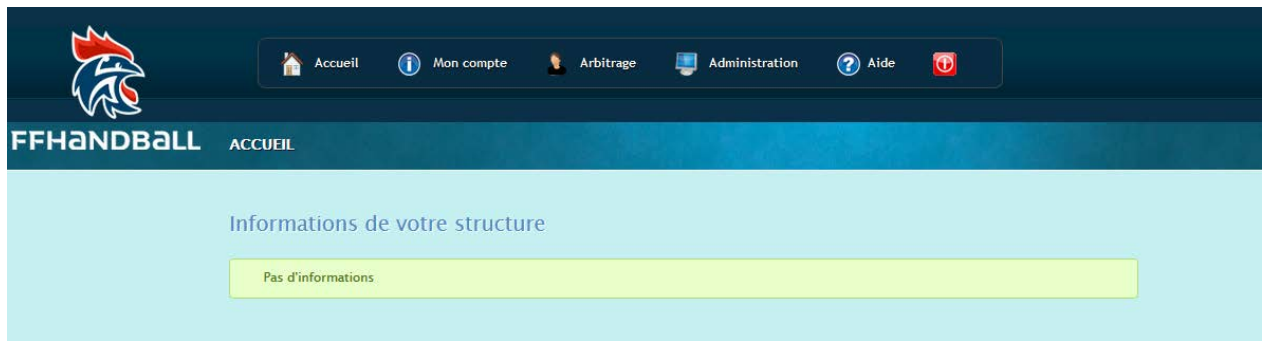 Accueil Mon compte Arbitrage Administration Aide
FFHANDBALL
ACCUEIL
Informations de votre structure
Pas d'informations